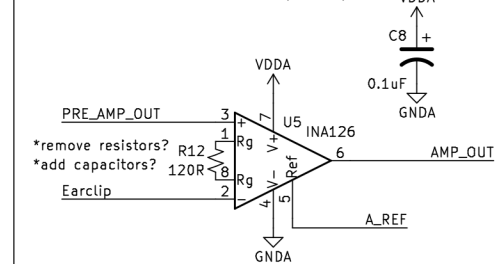 VDDA
C8 +
0.1uF
GNDA
VDDA
PRE_AMP_OUT 3 + 7 V+ U5
INA126
*remove resistors? R12 1 Rg
*add capacitors? 120R 8 Rg Ref 6 AMP_OUT
Earclip 2 - V- 4 5
A_REF
GNDA